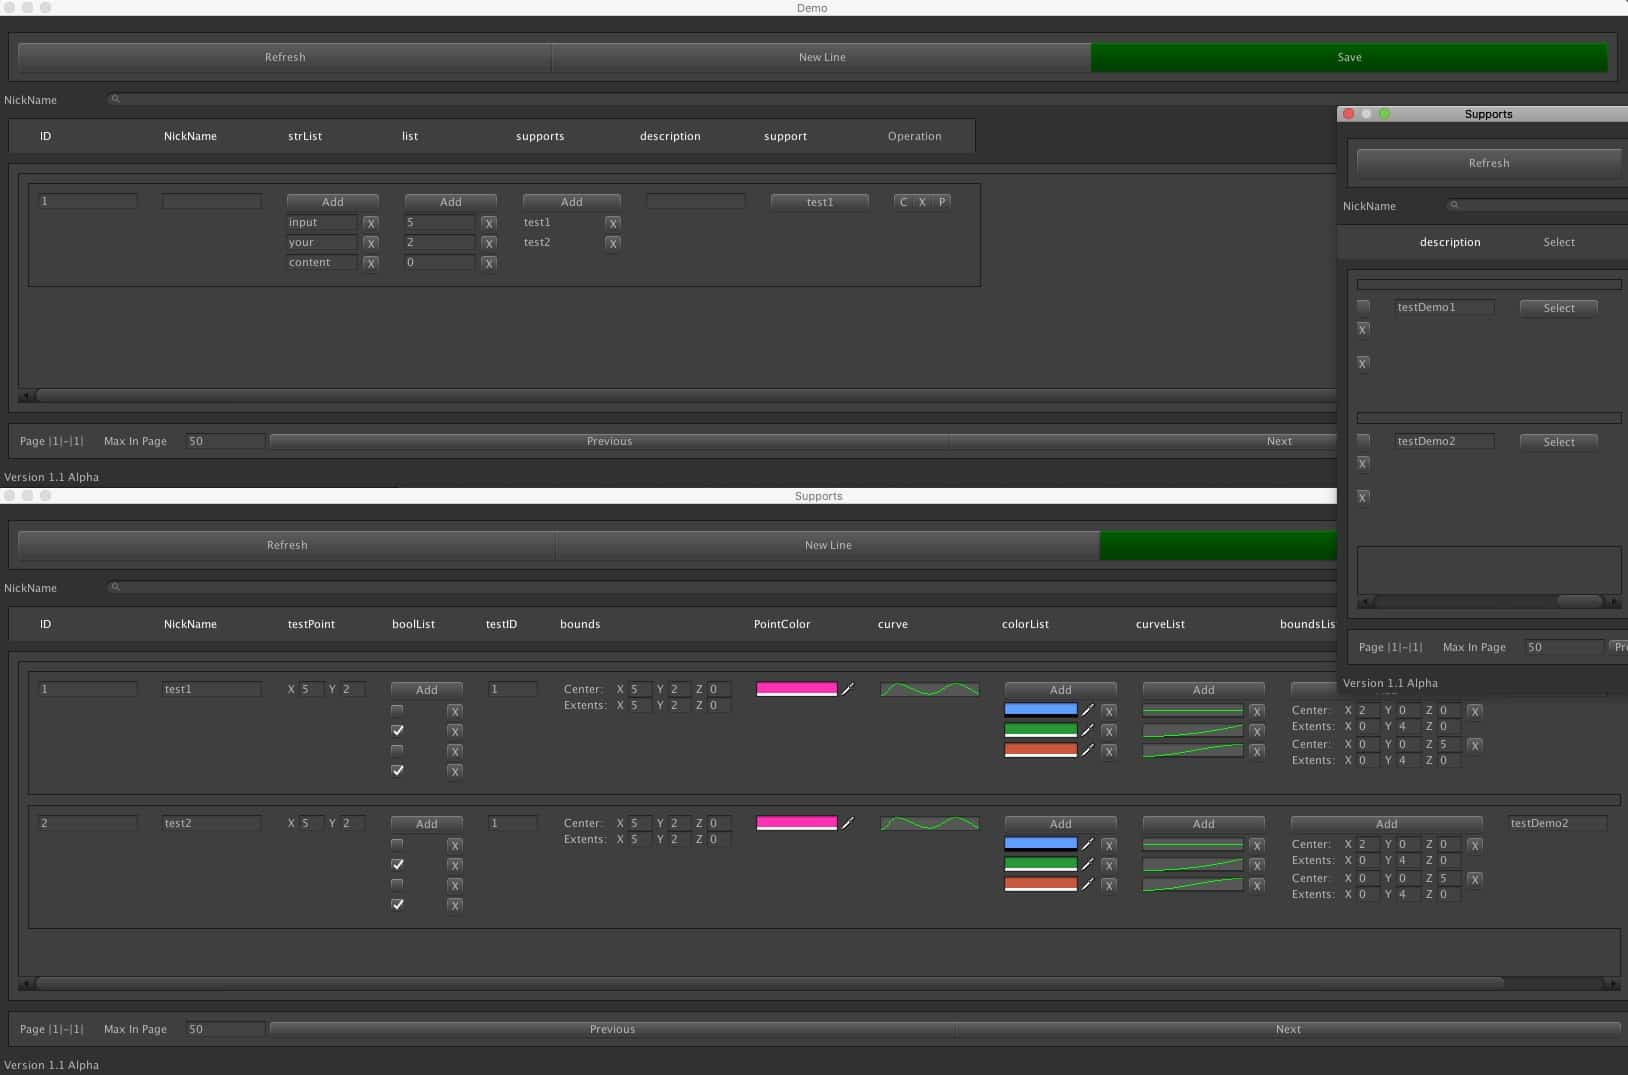 Demo
Refresh New Line Save
NickName
ID NickName strList list supports description support Operation
1 Add Add Add test1 C X P
input X 5 X test1 X
your X 2 X test2 X
content X 0 X
Page |1|-|1| Max In Page 50 Previous Next
Version 1.1 Alpha
Supports
Refresh
NickName
description Select
testDemo1 Select
X
X
testDemo2 Select
X
X
Page |1|-|1| Max In Page 50
Version 1.1 Alpha
Supports
Refresh New Line
NickName
ID NickName testPoint boolList testID bounds PointColor curve colorList curveList boundsLis
1 test1 X 5 Y 2 Add 1 Center: X 5 Y 2 Z 0 Add Add Add
Extents: X 5 Y 2 Z 0
X X X Center: X 2 Y 0 Z 0 X
X X X Extents: X 0 Y 4 Z 0
X X X Center: X 0 Y 0 Z 5 X
X Extents: X 0 Y 4 Z 0
2 test2 X 5 Y 2 Add 1 Center: X 5 Y 2 Z 0 Add Add Add testDemo2
Extents: X 5 Y 2 Z 0
X X X Center: X 2 Y 0 Z 0 X
X X X Extents: X 0 Y 4 Z 0
X X X Center: X 0 Y 0 Z 5 X
X Extents: X 0 Y 4 Z 0
Page |1|-|1| Max In Page 50 Previous Next
Version 1.1 Alpha